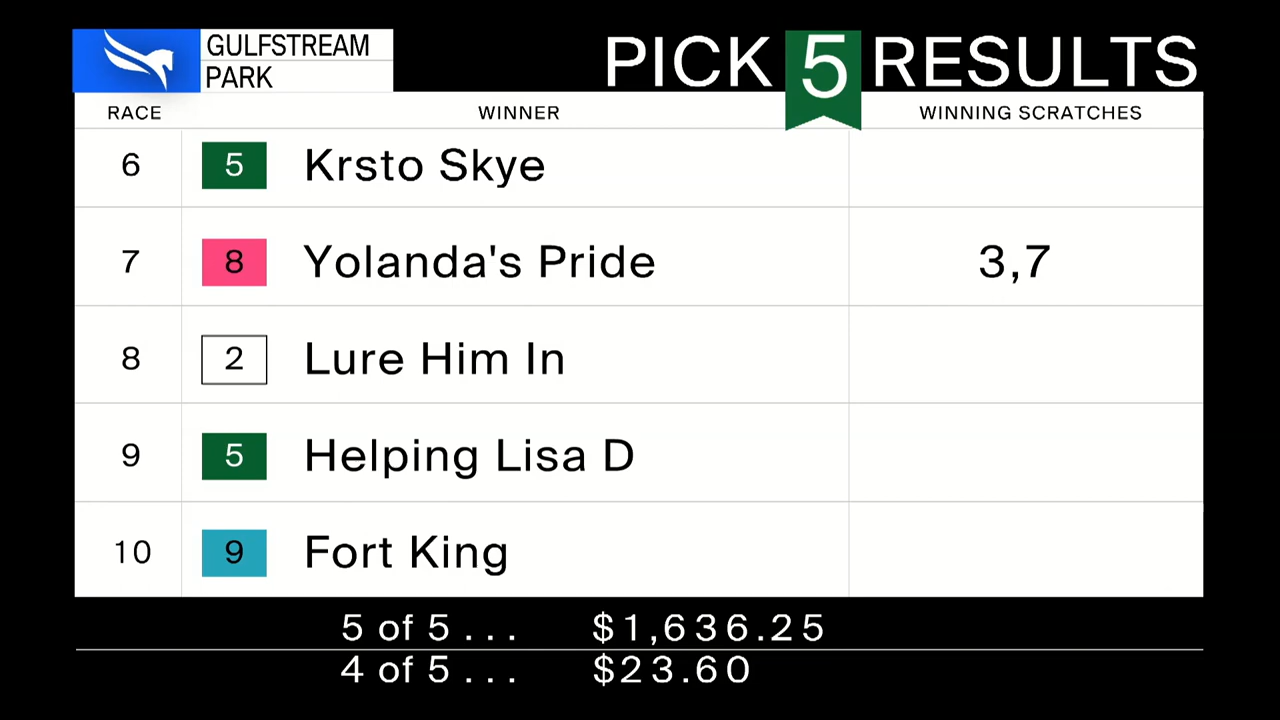 GULFSTREAM
PARK
PICK 5 RESULTS
RACE WINNER WINNING SCRATCHES
6 5 Krsto Skye
7 8 Yolanda's Pride 3,7
8 2 Lure Him In
9 5 Helping Lisa D
10 9 Fort King
5 of 5 . . . $1,636.25
4 of 5 . . . $23.60